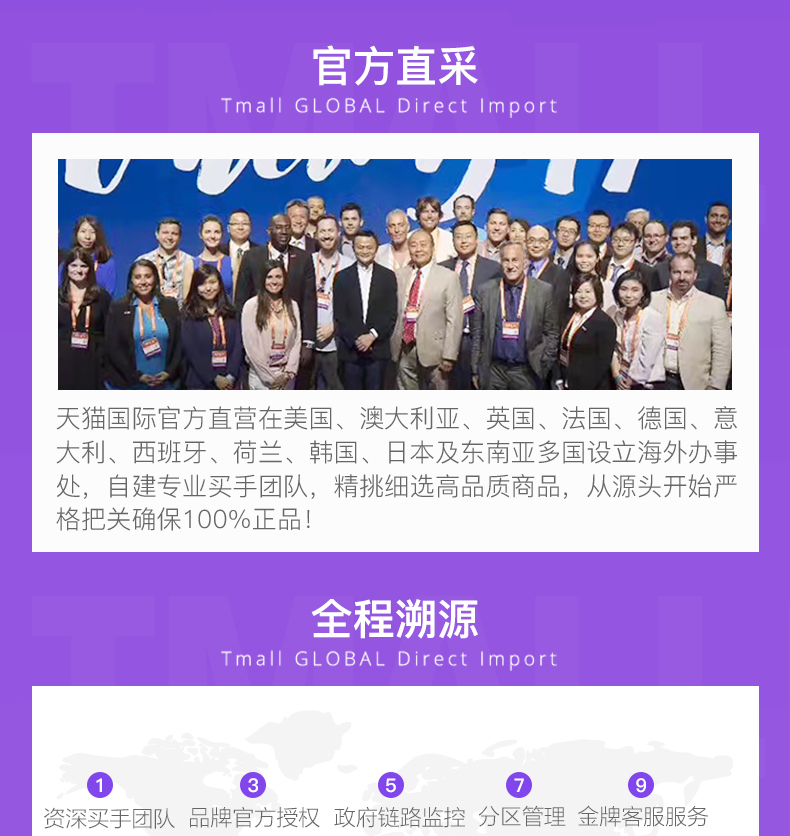 官方直采
Tmall GLOBAL Direct Import
天猫国际官方直营在美国、澳大利亚、英国、法国、德国、意
大利、西班牙、荷兰、韩国、日本及东南亚多国设立海外办事
处，自建专业买手团队，精挑细选高品质商品，从源头开始严
格把关确保100%正品！
全程溯源
Tmall GLOBAL Direct Import
1 3 5 7 9
资深买手团队 品牌官方授权 政府链路监控 分区管理 金牌客服服务